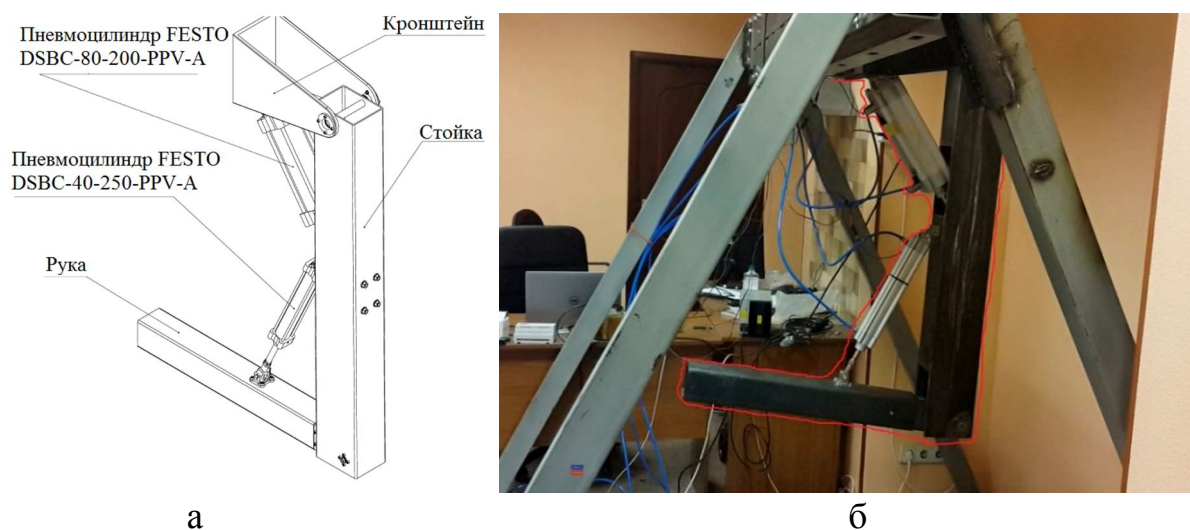 Пневмоцилиндр FESTO
DSBC-80-200-PPV-A
Кронштейн
Стойка
Пневмоцилиндр FESTO
DSBC-40-250-PPV-A
Рука
а
б